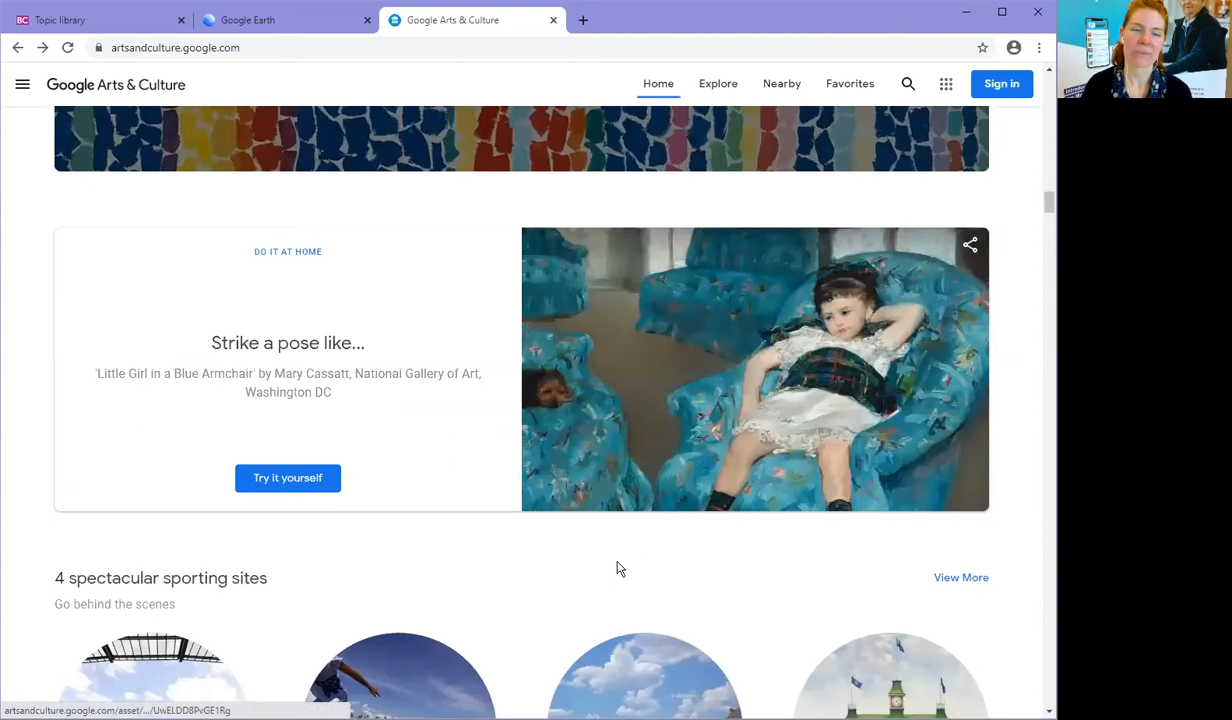 BC Topic library
Google Earth
Google Arts & Culture
artsandculture.google.com
Google Arts & Culture
Home
Explore
Nearby
Favorites
Sign in
DO IT AT HOME
Strike a pose like...
'Little Girl in a Blue Armchair' by Mary Cassatt, National Gallery of Art,
Washington DC
Try it yourself
4 spectacular sporting sites
View More
Go behind the scenes
artsandculture.google.com/asset/.../UwELDD8PvGE1Rg